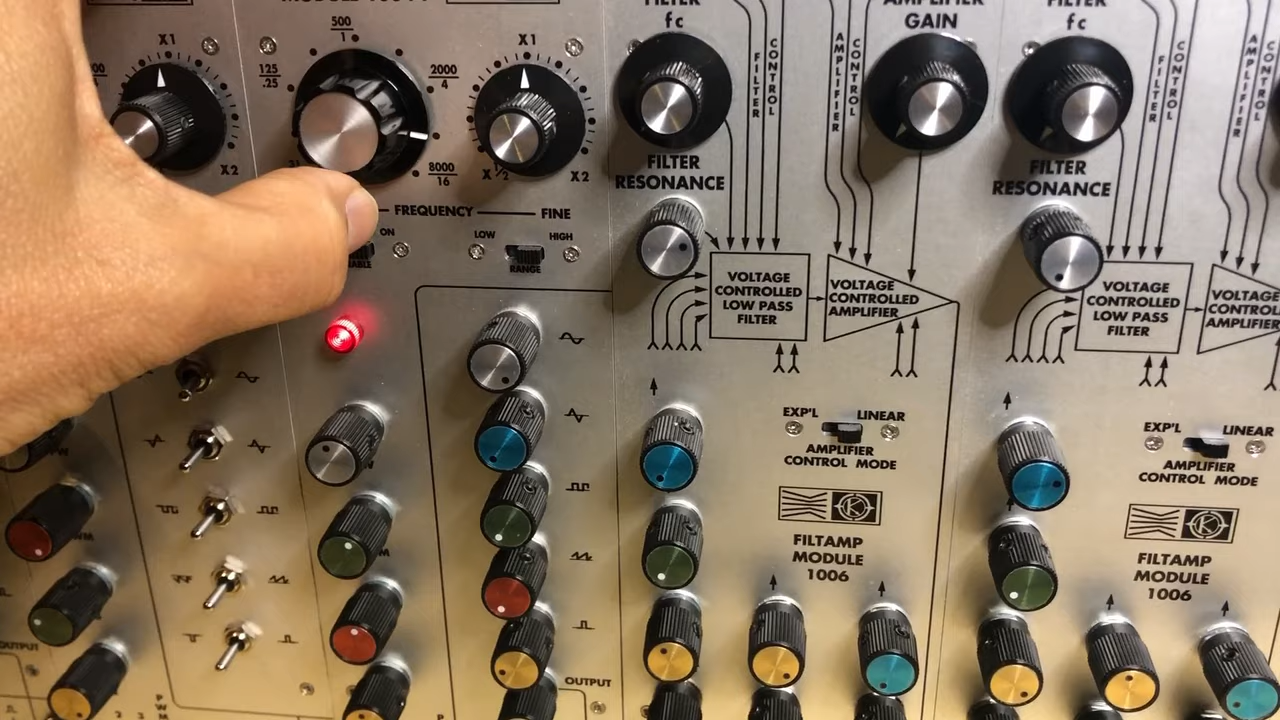 500
1
X1
125
.25
X1
2000
4
8000
16
X2
X½
X2
FREQUENCY
FINE
ON
LOW
HIGH
RANGE
fc
FILTER
CONTROL
AMPLIFIER
CONTROL
GAIN
fc
FILTER
CONTROL
AMPLIFIER
CONTROL
FILTER
RESONANCE
FILTER
RESONANCE
VOLTAGE
CONTROLLED
LOW PASS
FILTER
VOLTAGE
CONTROLLED
AMPLIFIER
VOLTAGE
CONTROLLED
LOW PASS
FILTER
VOLTAGE
CONTROLLED
AMPLIFIER
EXP'L
LINEAR
AMPLIFIER
CONTROL MODE
EXP'L
LINEAR
AMPLIFIER
CONTROL MODE
K
FILTAMP
MODULE
1006
K
FILTAMP
MODULE
1006
OUTPUT
OUTPUT
2
3
P
W
M